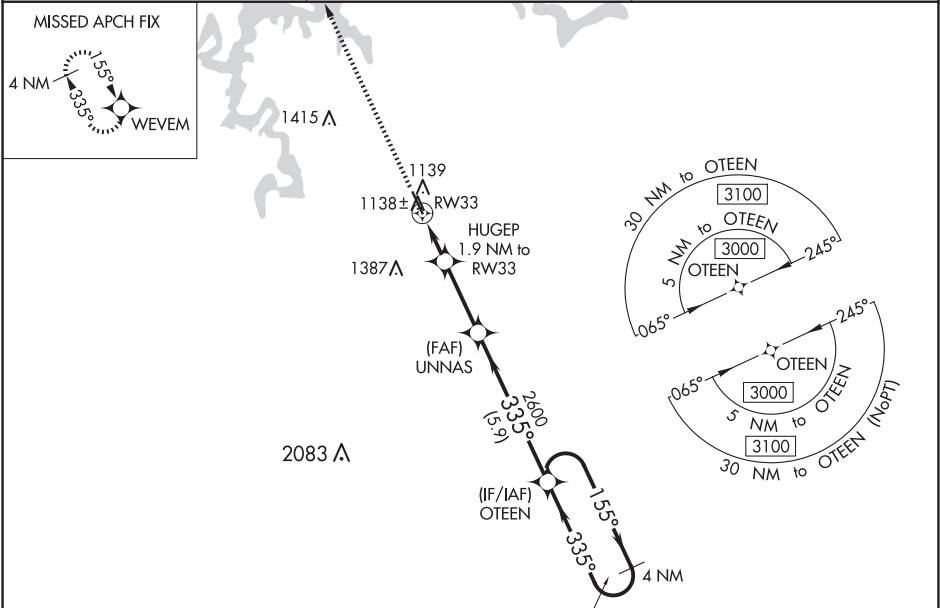 MISSED APCH FIX
4 NM
155°
335°
WEVEM
1415
1139
1138±
RW33
HUGEP
1.9 NM to
RW33
1387
(FAF)
UNNAS
2600
335°
(5.9)
2083
(IF/IAF)
OTEEN
155°
335°
4 NM
30 NM to OTEEN
3100
5 NM to OTEEN
3000
OTEEN
245°
065°
245°
065°
OTEEN
3000
5 NM to OTEEN
3100
30 NM to OTEEN (NoPT)